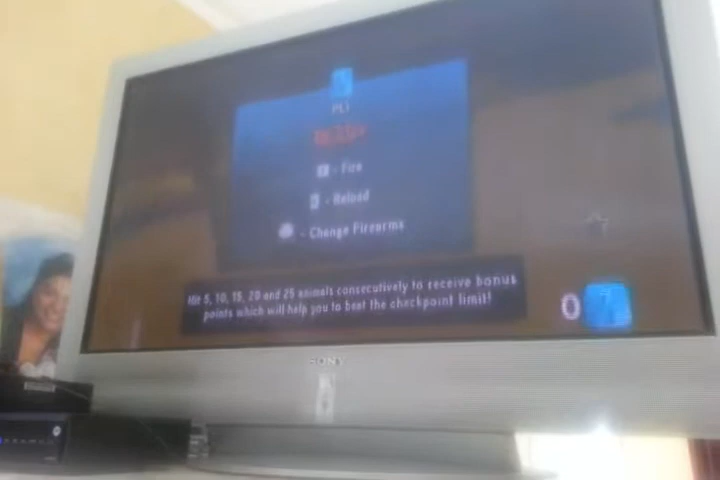 PL1
- Fire
- Reload
- Change Firearms
Hit 5, 10, 15, 20 and 25 animals consecutively to receive bonus
points which will help you to beat the checkpoint limit!
0
SONY